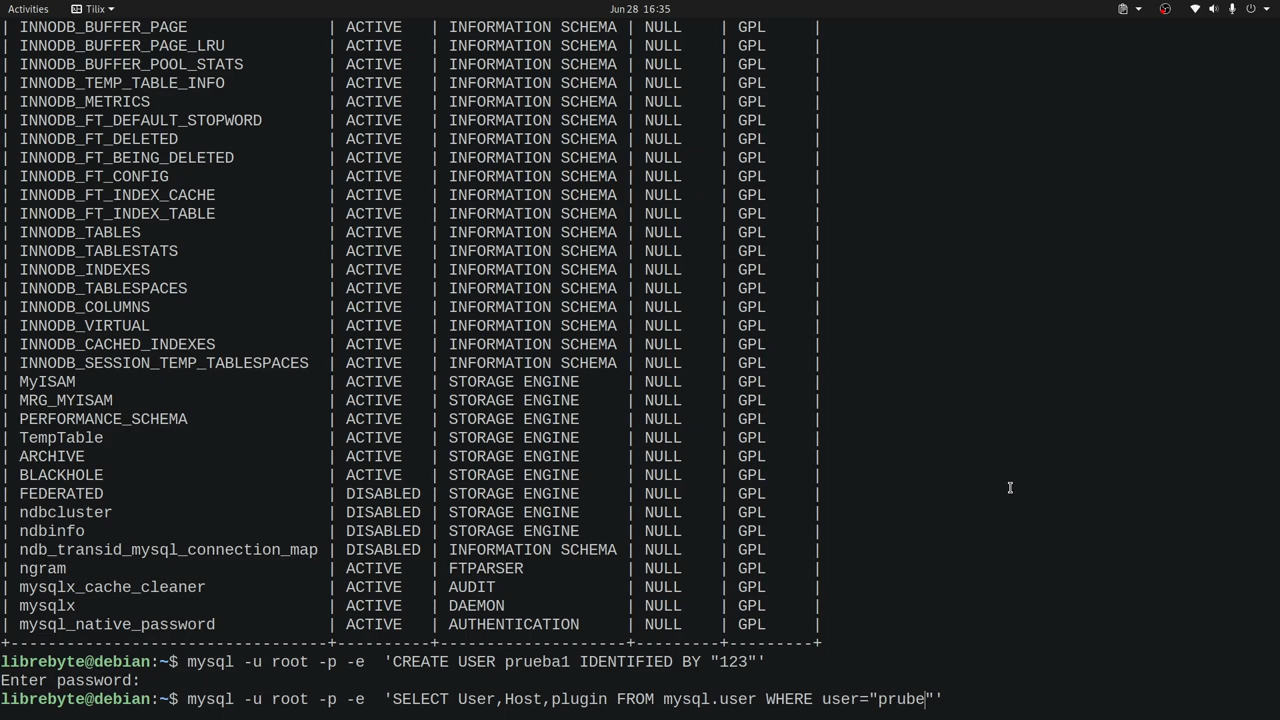 Activities Tilix Jun 28 16:35
| INNODB_BUFFER_PAGE | ACTIVE | INFORMATION SCHEMA | NULL | GPL |
| INNODB_BUFFER_PAGE_LRU | ACTIVE | INFORMATION SCHEMA | NULL | GPL |
| INNODB_BUFFER_POOL_STATS | ACTIVE | INFORMATION SCHEMA | NULL | GPL |
| INNODB_TEMP_TABLE_INFO | ACTIVE | INFORMATION SCHEMA | NULL | GPL |
| INNODB_METRICS | ACTIVE | INFORMATION SCHEMA | NULL | GPL |
| INNODB_FT_DEFAULT_STOPWORD | ACTIVE | INFORMATION SCHEMA | NULL | GPL |
| INNODB_FT_DELETED | ACTIVE | INFORMATION SCHEMA | NULL | GPL |
| INNODB_FT_BEING_DELETED | ACTIVE | INFORMATION SCHEMA | NULL | GPL |
| INNODB_FT_CONFIG | ACTIVE | INFORMATION SCHEMA | NULL | GPL |
| INNODB_FT_INDEX_CACHE | ACTIVE | INFORMATION SCHEMA | NULL | GPL |
| INNODB_FT_INDEX_TABLE | ACTIVE | INFORMATION SCHEMA | NULL | GPL |
| INNODB_TABLES | ACTIVE | INFORMATION SCHEMA | NULL | GPL |
| INNODB_TABLESTATS | ACTIVE | INFORMATION SCHEMA | NULL | GPL |
| INNODB_INDEXES | ACTIVE | INFORMATION SCHEMA | NULL | GPL |
| INNODB_TABLESPACES | ACTIVE | INFORMATION SCHEMA | NULL | GPL |
| INNODB_COLUMNS | ACTIVE | INFORMATION SCHEMA | NULL | GPL |
| INNODB_VIRTUAL | ACTIVE | INFORMATION SCHEMA | NULL | GPL |
| INNODB_CACHED_INDEXES | ACTIVE | INFORMATION SCHEMA | NULL | GPL |
| INNODB_SESSION_TEMP_TABLESPACES | ACTIVE | INFORMATION SCHEMA | NULL | GPL |
| MyISAM | ACTIVE | STORAGE ENGINE | NULL | GPL |
| MRG_MYISAM | ACTIVE | STORAGE ENGINE | NULL | GPL |
| PERFORMANCE_SCHEMA | ACTIVE | STORAGE ENGINE | NULL | GPL |
| TempTable | ACTIVE | STORAGE ENGINE | NULL | GPL |
| ARCHIVE | ACTIVE | STORAGE ENGINE | NULL | GPL |
| BLACKHOLE | ACTIVE | STORAGE ENGINE | NULL | GPL |
| FEDERATED | DISABLED | STORAGE ENGINE | NULL | GPL |
| ndbcluster | DISABLED | STORAGE ENGINE | NULL | GPL |
| ndbinfo | DISABLED | STORAGE ENGINE | NULL | GPL |
| ndb_transid_mysql_connection_map | DISABLED | INFORMATION SCHEMA | NULL | GPL |
| ngram | ACTIVE | FTPARSER | NULL | GPL |
| mysqlx_cache_cleaner | ACTIVE | AUDIT | NULL | GPL |
| mysqlx | ACTIVE | DAEMON | NULL | GPL |
| mysql_native_password | ACTIVE | AUTHENTICATION | NULL | GPL |
+----------------------------------+----------+--------------------+---------+---------+
librebyte@debian:~$ mysql -u root -p -e  'CREATE USER prueba1 IDENTIFIED BY "123"'
Enter password:
librebyte@debian:~$ mysql -u root -p -e  'SELECT User,Host,plugin FROM mysql.user WHERE user="prube"'